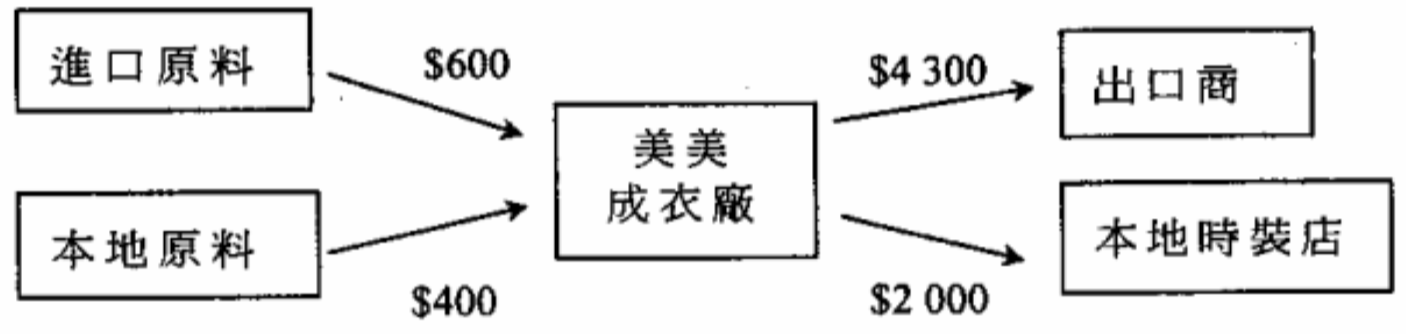 進口原料
$600
$4 300
出口商
美美
成衣廠
本地原料
$400
本地時裝店
$2 000